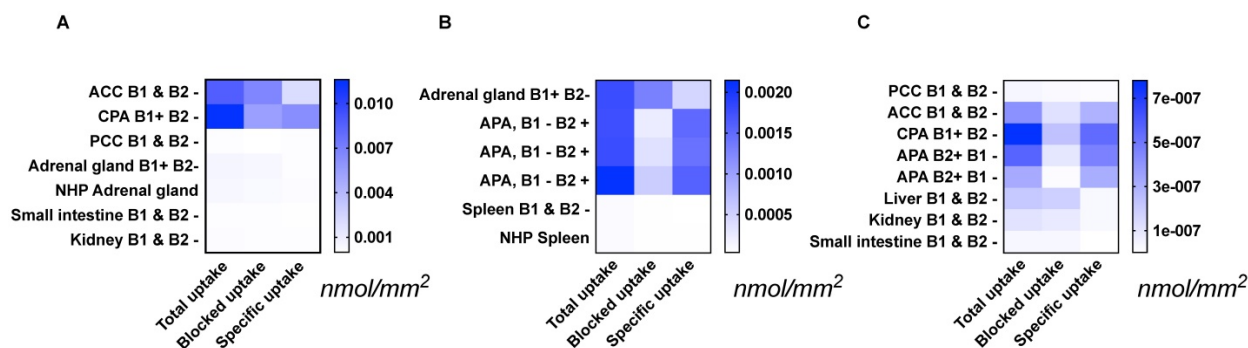 A
ACC B1 & B2 -
CPA B1+ B2 -
PCC B1 & B2 -
Adrenal gland B1+ B2-
NHP Adrenal gland
Small intestine B1 & B2 -
Kidney B1 & B2 -
Total uptake
Blocked uptake
Specific uptake
0.010
0.007
0.004
0.001
nmol/mm²
B
Adrenal gland B1+ B2-
APA, B1 - B2 +
APA, B1 - B2 +
APA, B1 - B2 +
Spleen B1 & B2 -
NHP Spleen
Total uptake
Blocked uptake
Specific uptake
0.0020
0.0015
0.0010
0.0005
nmol/mm²
C
PCC B1 & B2 -
ACC B1 & B2 -
CPA B1+ B2 -
APA B2+ B1 -
APA B2+ B1 -
Liver B1 & B2 -
Kidney B1 & B2 -
Small intestine B1 & B2 -
Total uptake
Blocked uptake
Specific uptake
7e-007
5e-007
3e-007
1e-007
nmol/mm²